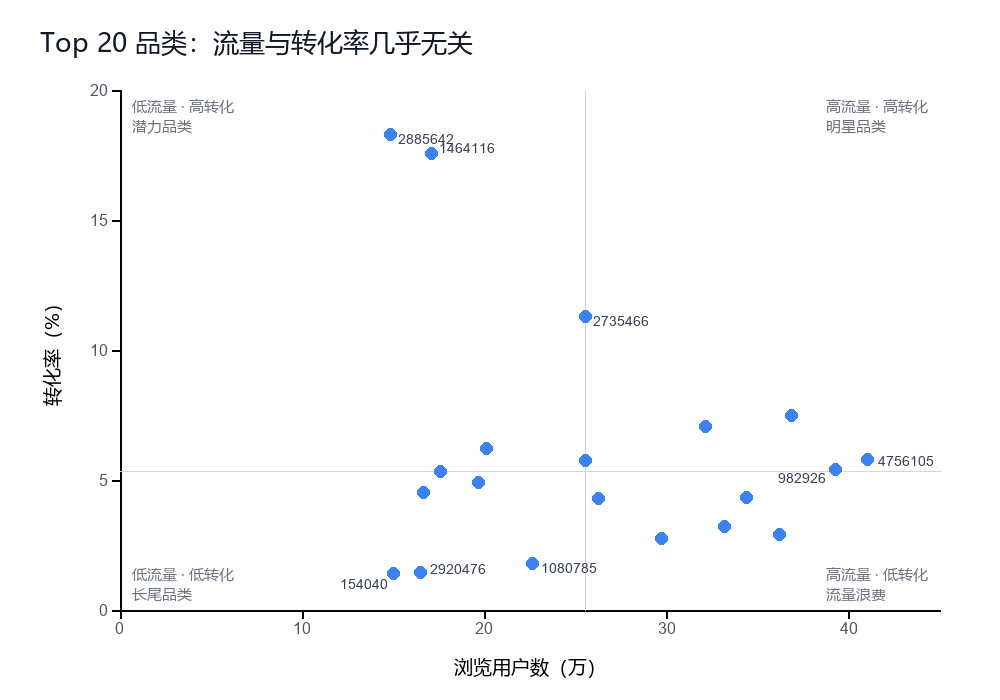 Top 20 品类：流量与转化率几乎无关
20
低流量 · 高转化
潜力品类
高流量 · 高转化
明星品类
2885642
1464116
15
2735466
转化率（%）
10
4756105
982926
5
2920476
1080785
154040
低流量 · 低转化
长尾品类
高流量 · 低转化
流量浪费
0
0
10
20
30
40
浏览用户数（万）